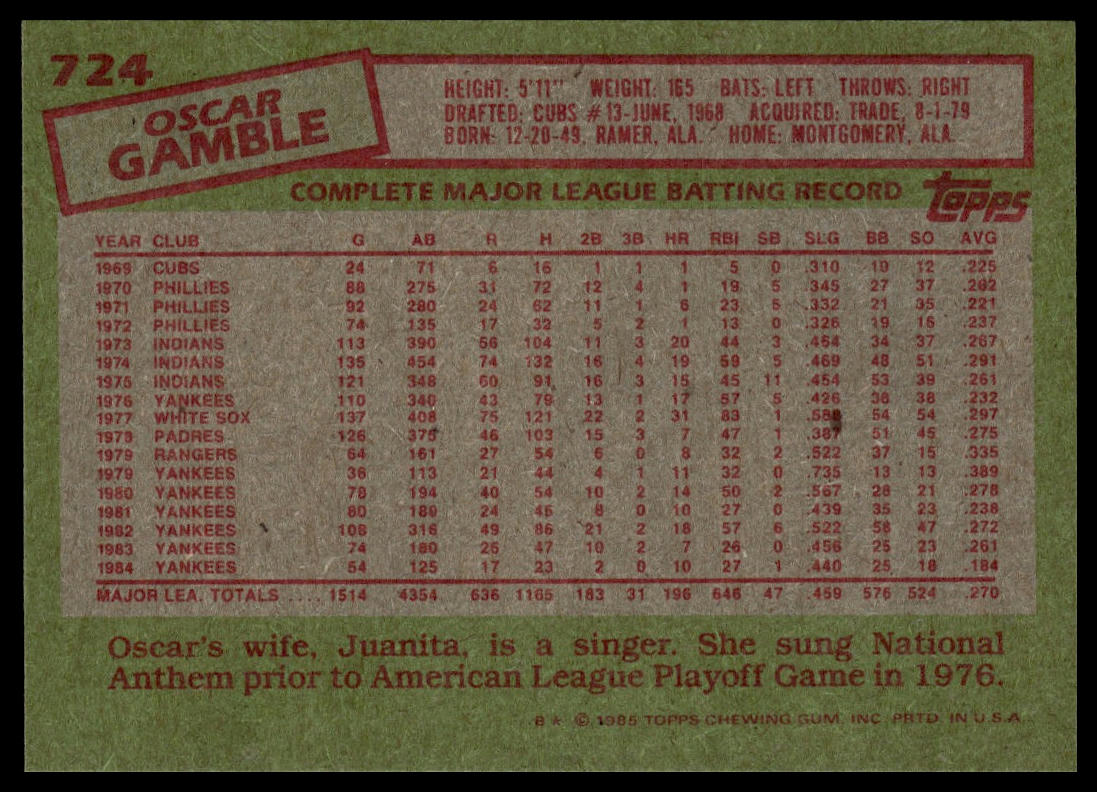 724
OSCAR
GAMBLE
HEIGHT: 5'11" WEIGHT: 165 BATS: LEFT THROWS: RIGHT
DRAFTED: CUBS #13-JUNE, 1968 ACQUIRED: TRADE, 8-1-79
BORN: 12-20-49, RAMER, ALA. HOME: MONTGOMERY, ALA.
COMPLETE MAJOR LEAGUE BATTING RECORD
TOPPS
YEAR CLUB G AB R H 2B 3B HR RBI SB SLG BB SO AVG
1969 CUBS 24 71 6 16 1 1 1 5 0 .310 10 12 .225
1970 PHILLIES 88 275 31 72 12 4 1 19 5 .345 27 37 .262
1971 PHILLIES 92 280 24 62 11 1 6 23 5 .332 21 35 .221
1972 PHILLIES 74 135 17 32 5 2 1 13 0 .326 19 16 .237
1973 INDIANS 113 390 56 104 11 3 20 44 3 .464 34 37 .267
1974 INDIANS 135 454 74 132 16 4 19 59 5 .469 48 51 .291
1975 INDIANS 121 348 60 91 16 3 15 45 11 .454 53 39 .261
1976 YANKEES 110 340 43 79 13 1 17 57 5 .426 38 38 .232
1977 WHITE SOX 137 408 75 121 22 2 31 83 1 .588 54 54 .297
1978 PADRES 126 375 46 103 15 3 7 47 1 .387 51 45 .275
1979 RANGERS 64 161 27 54 6 0 8 32 2 .522 37 15 .335
1979 YANKEES 36 113 21 44 4 1 11 32 0 .735 13 13 .389
1980 YANKEES 78 194 40 54 10 2 14 50 2 .567 28 21 .278
1981 YANKEES 80 189 24 45 8 0 10 27 0 .439 35 23 .238
1982 YANKEES 108 316 49 86 21 2 18 57 6 .522 58 47 .272
1983 YANKEES 74 180 26 47 10 2 7 26 0 .456 25 23 .261
1984 YANKEES 54 125 17 23 2 0 10 27 1 .440 25 18 .184
MAJOR LEA. TOTALS .... 1514 4354 636 1165 183 31 196 646 47 .459 576 524 .270
Oscar's wife, Juanita, is a singer. She sung National
Anthem prior to American League Playoff Game in 1976.
B★ © 1985 TOPPS CHEWING GUM, INC. PRTD. IN U.S.A.